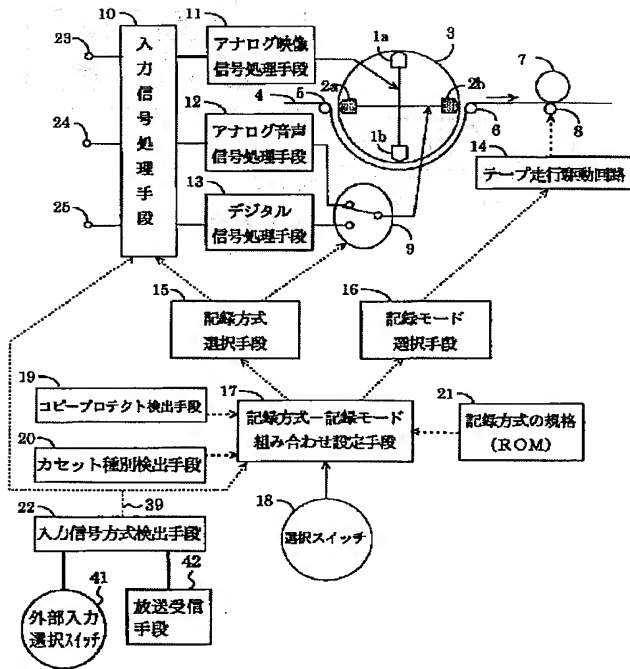 10
11
1a
3
23
アナログ映像
信号処理手段
7
2a
2b
4
5
入力信号処理手段
12
24
アナログ音声
信号処理手段
1b
6
8
14
テープ走行駆動回路
13
25
デジタル
信号処理手段
9
15
記録方式
選択手段
16
記録モード
選択手段
19
コピープロテクト検出手段
17
記録方式-記録モード
組み合わせ設定手段
21
記録方式の規格
(ROM)
20
カセット種別検出手段
39
18
選択スイッチ
22
入力信号方式検出手段
41
外部入力
選択スイッチ
42
放送受信
手段